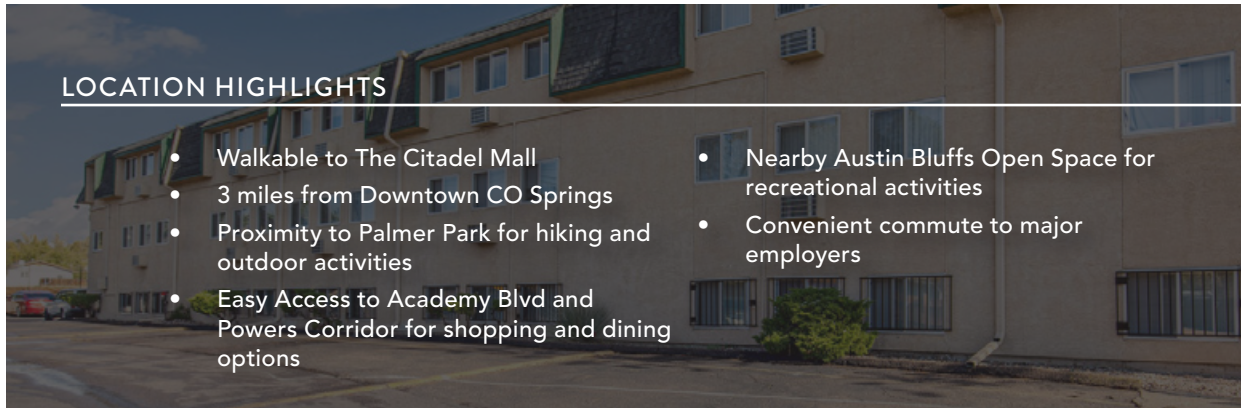 LOCATION HIGHLIGHTS
• Walkable to The Citadel Mall
• 3 miles from Downtown CO Springs
• Proximity to Palmer Park for hiking and
outdoor activities
• Easy Access to Academy Blvd and
Powers Corridor for shopping and dining
options
• Nearby Austin Bluffs Open Space for
recreational activities
• Convenient commute to major
employers